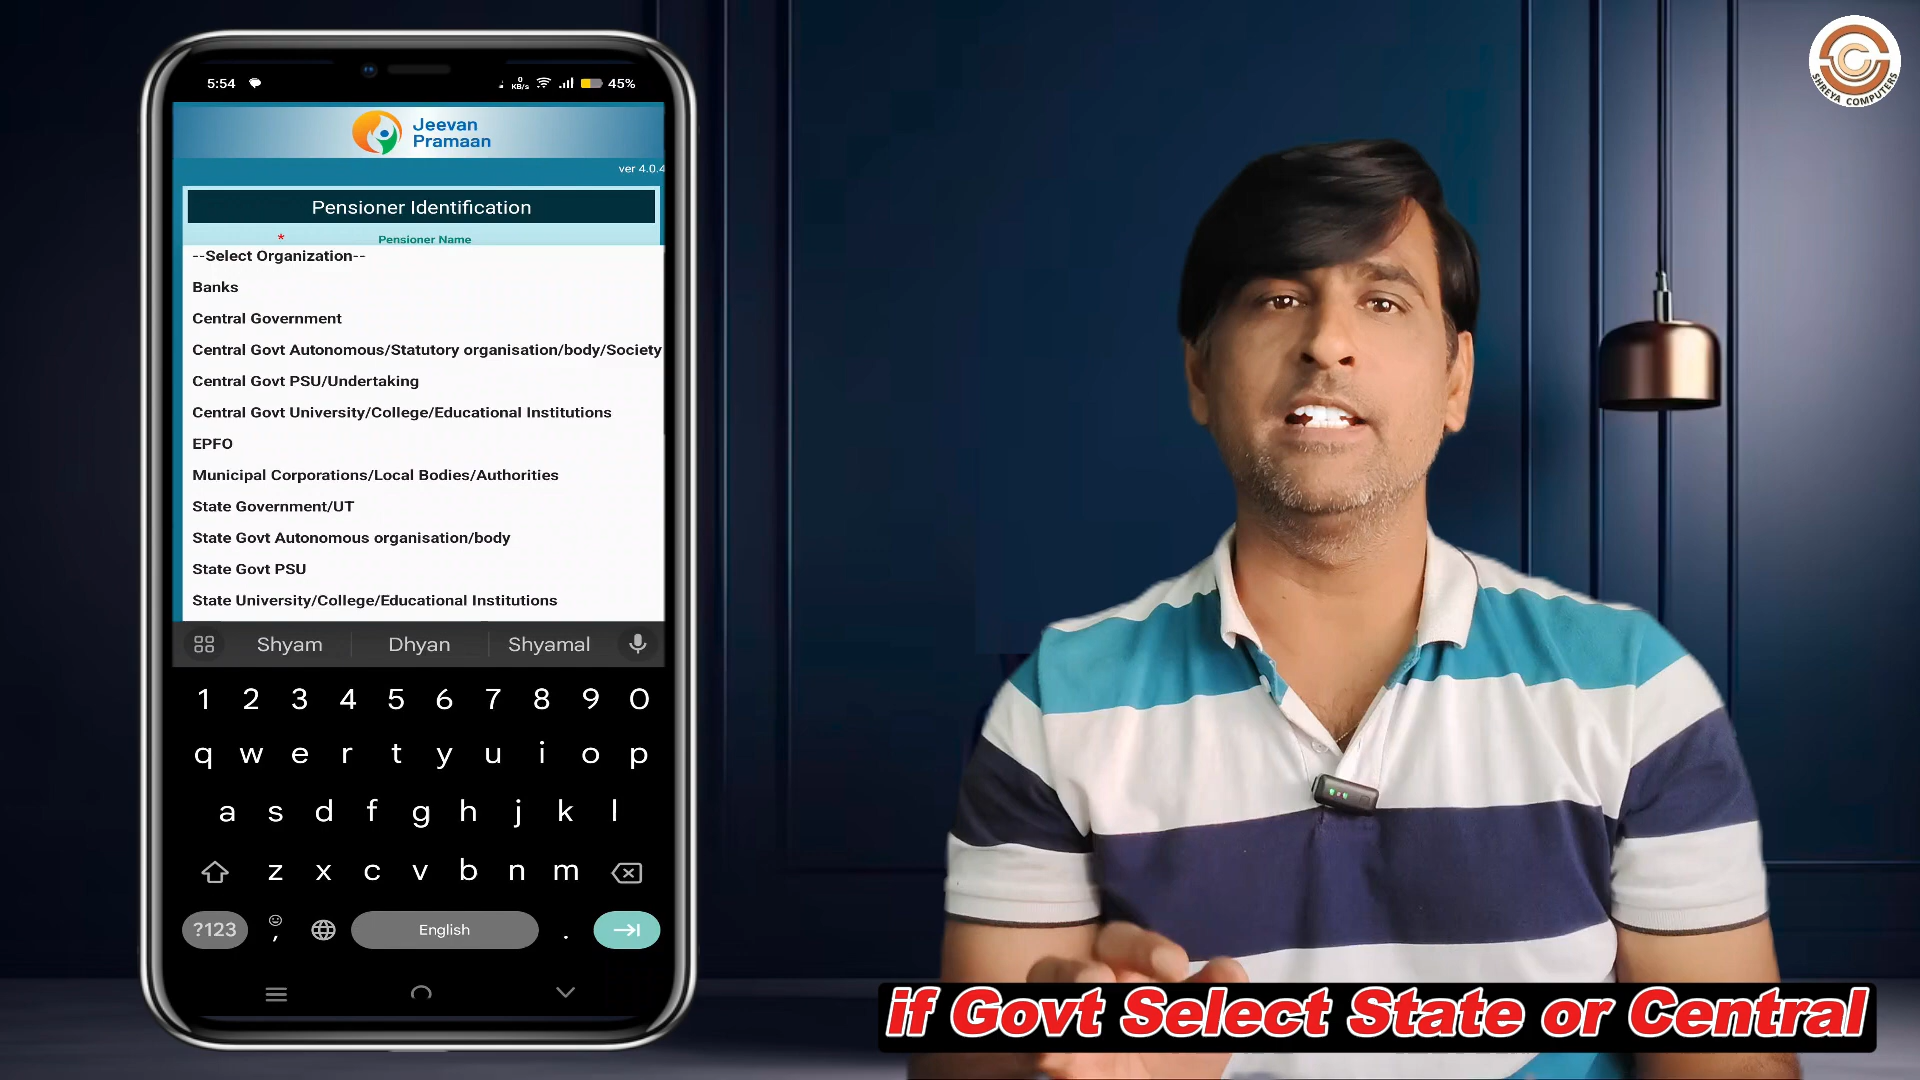 5:54
0
KB/s
45%
Jeevan
Pramaan
ver 4.0.4
Pensioner Identification
*
Pensioner Name
--Select Organization--
Banks
Central Government
Central Govt Autonomous/Statutory organisation/body/Society
Central Govt PSU/Undertaking
Central Govt University/College/Educational Institutions
EPFO
Municipal Corporations/Local Bodies/Authorities
State Government/UT
State Govt Autonomous organisation/body
State Govt PSU
State University/College/Educational Institutions
Shyam Dhyan Shyamal
1 2 3 4 5 6 7 8 9 0
q w e r t y u i o p
a s d f g h j k l
z x c v b n m
?123 , English .
SHREYA COMPUTERS
if Govt Select State or Central